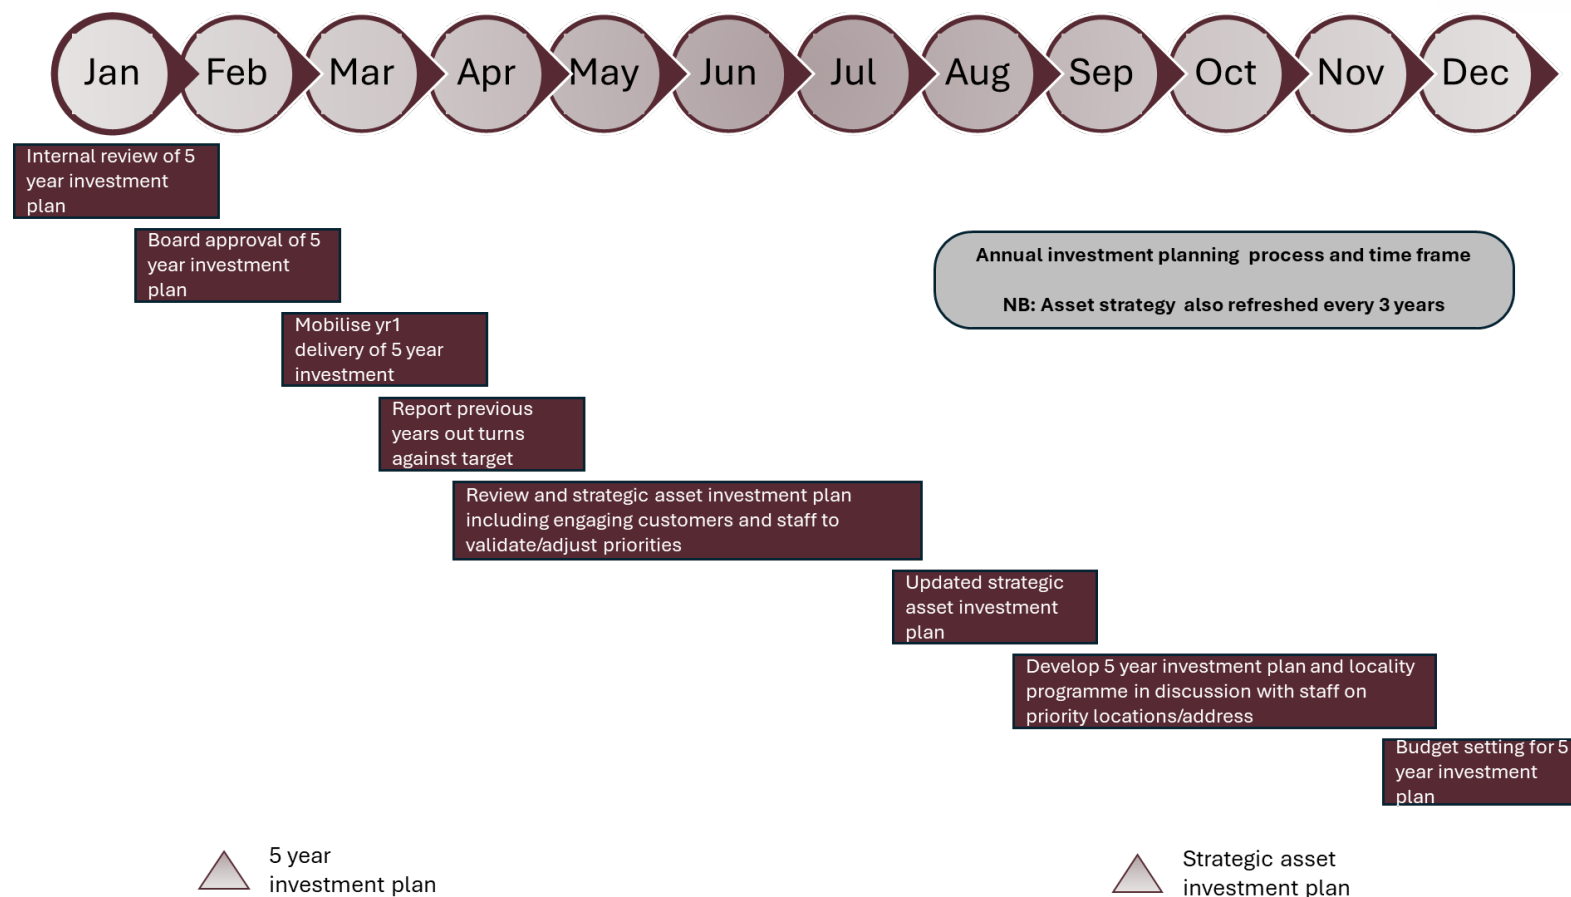 Jan Feb Mar Apr May Jun Jul Aug Sep Oct Nov Dec
Internal review of 5
year investment
plan
Board approval of 5
year investment
plan
Annual investment planning process and time frame
NB: Asset strategy also refreshed every 3 years
Mobilise yr1
delivery of 5 year
investment
Report previous
years out turns
against target
Review and strategic asset investment plan
including engaging customers and staff to
validate/adjust priorities
Updated strategic
asset investment
plan
Develop 5 year investment plan and locality
programme in discussion with staff on
priority locations/address
Budget setting for 5
year investment
plan
5 year
investment plan
Strategic asset
investment plan